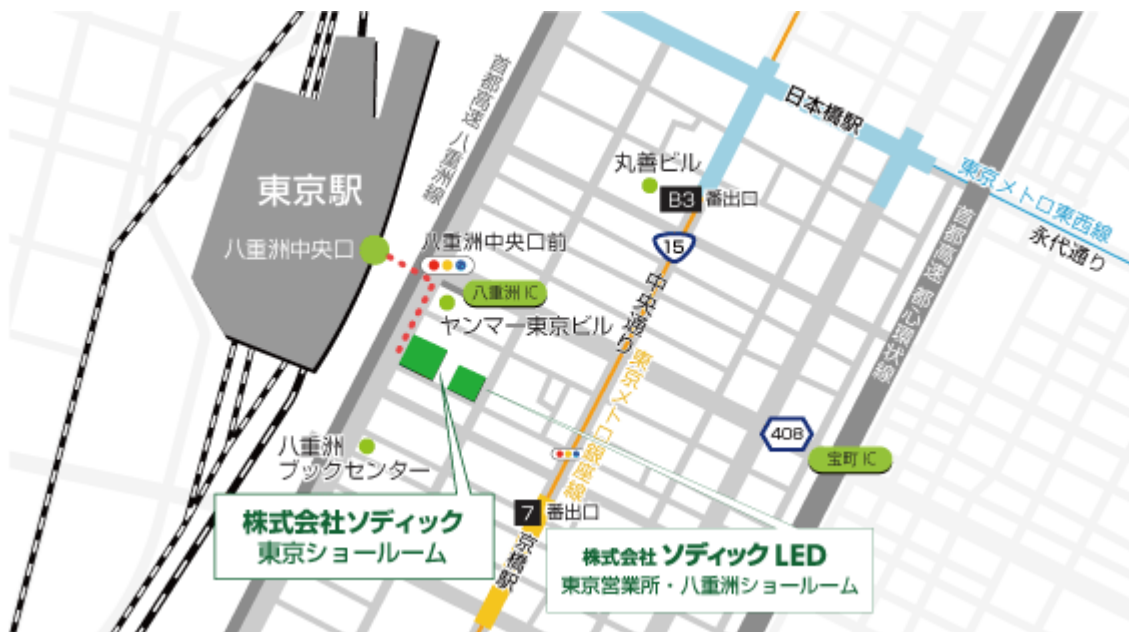 首都高速 八重洲線
日本橋駅
東京メトロ東西線
永代通り
丸善ビル
B3 番出口
東京駅
八重洲中央口
八重洲中央口前
15
首都高速 都心環状線
八重洲 IC
ヤンマー東京ビル
中央通り
東京メトロ銀座線
408
宝町 IC
八重洲
ブックセンター
7 番出口
京橋駅
株式会社ソディック
東京ショールーム
株式会社 ソディック LED
東京営業所・八重洲ショールーム